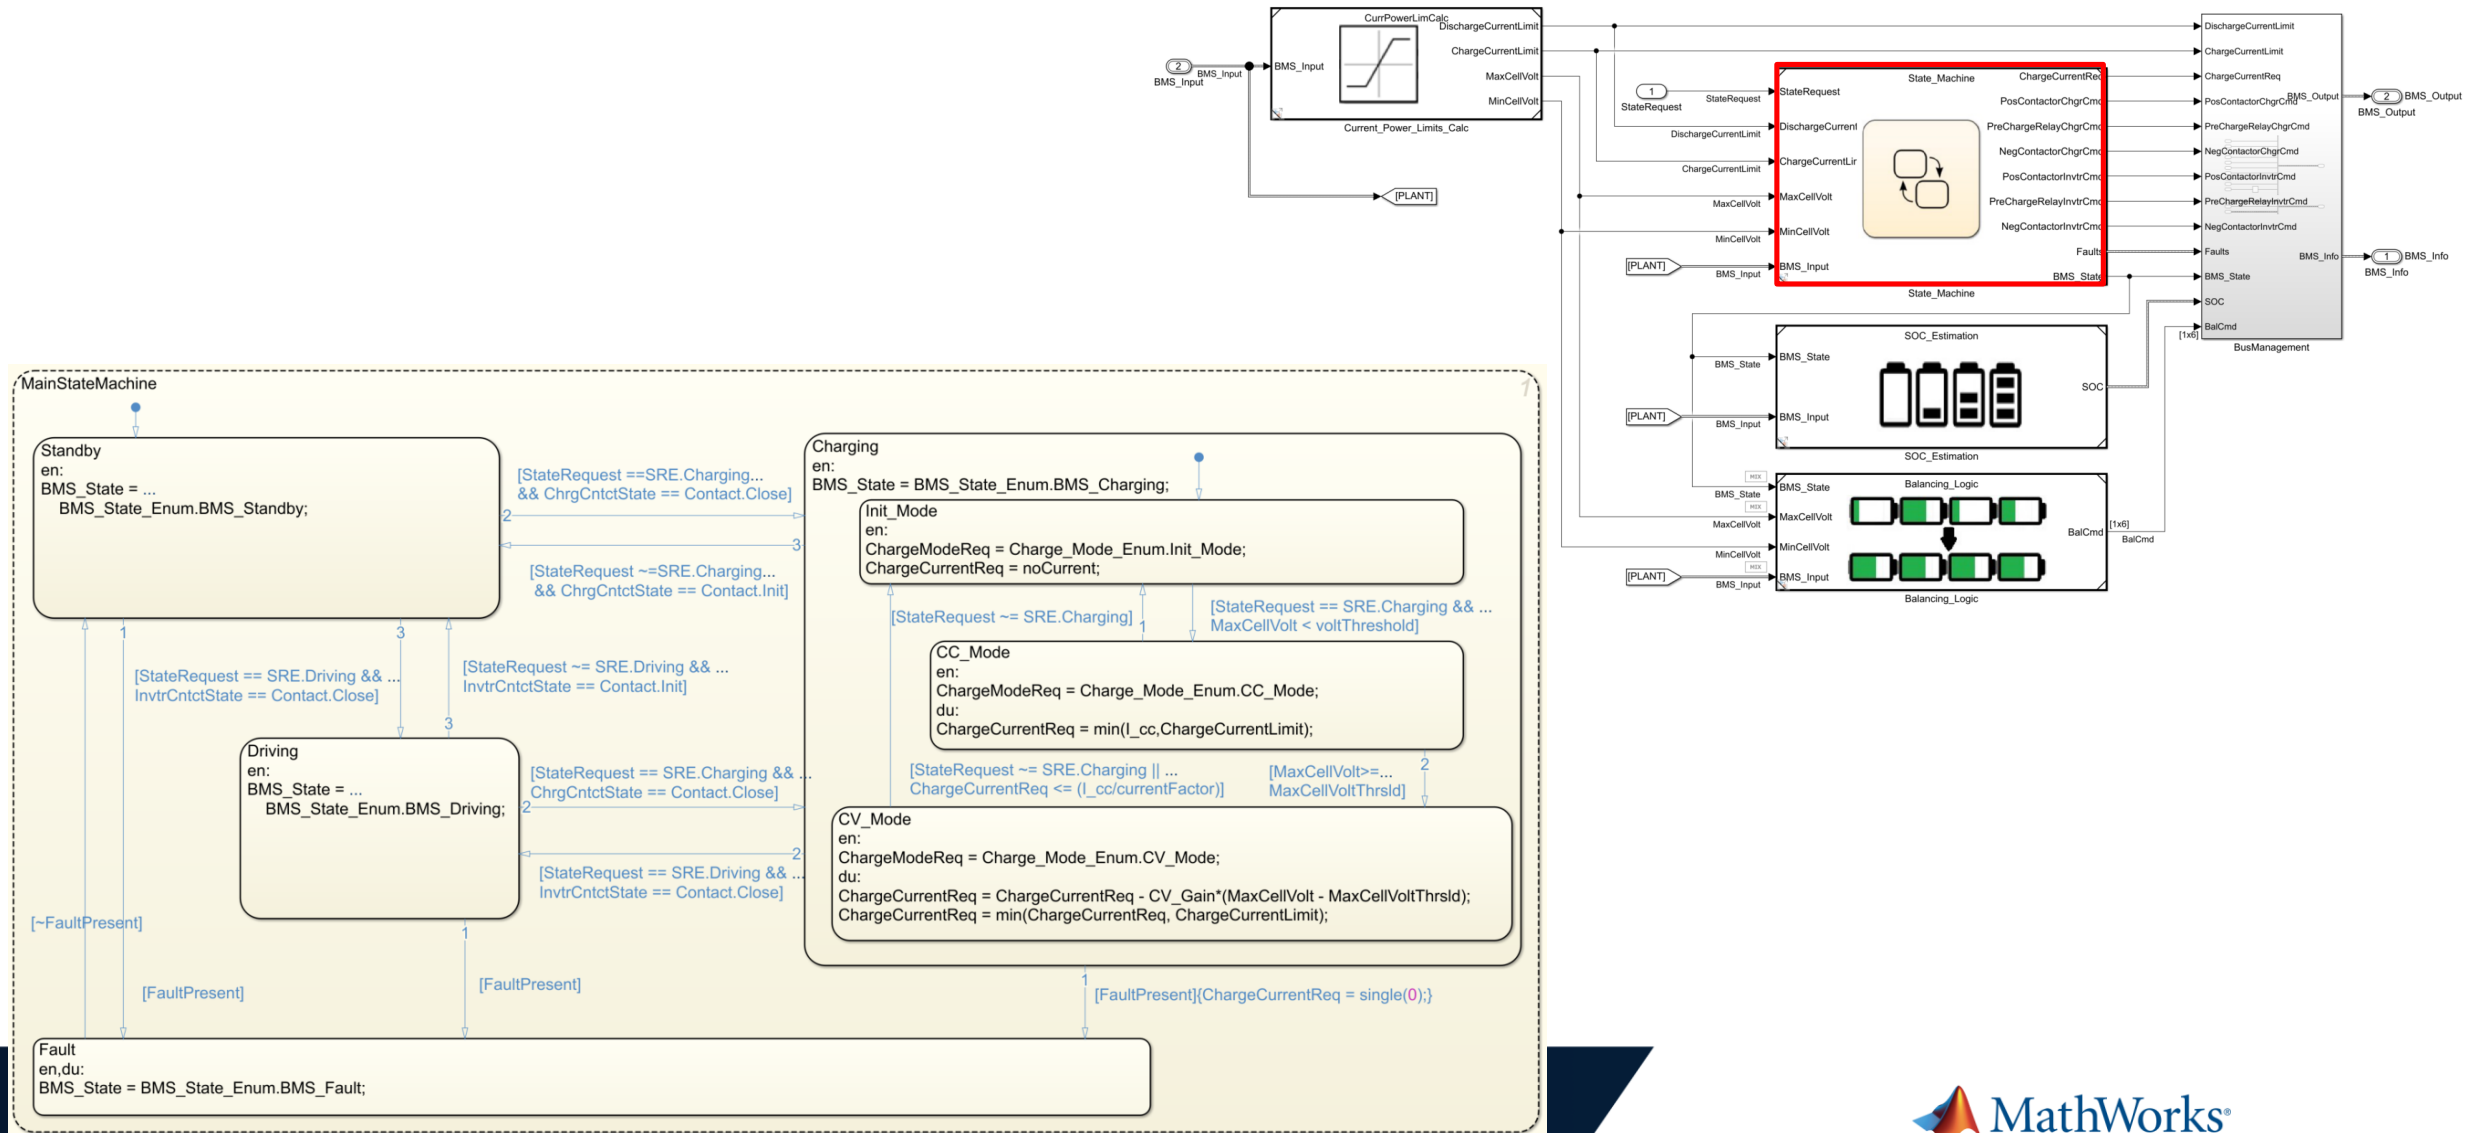 CurrPowerLimCalc
DischargeCurrentLimit
ChargeCurrentLimit
MaxCellVolt
MinCellVolt
BMS_Input
Current_Power_Limits_Calc
2
BMS_Input
BMS_Input
[PLANT]
1
StateRequest
StateRequest
DischargeCurrentLimit
ChargeCurrentLimit
MaxCellVolt
MinCellVolt
[PLANT]
BMS_Input
State_Machine
StateRequest
DischargeCurrent
ChargeCurrentLir
MaxCellVolt
MinCellVolt
BMS_Input
ChargeCurrentReq
PosContactorChgrCmd
PreChargeRelayChgrCmd
NegContactorChgrCmd
PosContactorInvtrCmd
PreChargeRelayInvtrCmd
NegContactorInvtrCmd
Faults
BMS_State
State_Machine
DischargeCurrentLimit
ChargeCurrentLimit
ChargeCurrentReq
PosContactorChgrCmd
PreChargeRelayChgrCmd
NegContactorChgrCmd
PosContactorInvtrCmd
PreChargeRelayInvtrCmd
NegContactorInvtrCmd
Faults
BMS_State
SOC
BalCmd
[1x6]
BusManagement
BMS_Output
2
BMS_Output
BMS_Output
BMS_Info
1
BMS_Info
BMS_Info
SOC_Estimation
BMS_State
BMS_State
[PLANT]
BMS_Input
BMS_Input
SOC
SOC_Estimation
Balancing_Logic
MIX
BMS_State
BMS_State
MIX
MaxCellVolt
MaxCellVolt
MIX
MinCellVolt
MinCellVolt
MIX
[PLANT]
BMS_Input
BMS_Input
BalCmd
[1x6]
BalCmd
Balancing_Logic
MainStateMachine
1
Standby
en:
BMS_State = ...
BMS_State_Enum.BMS_Standby;
[StateRequest ==SRE.Charging...
&& ChrgCntctState == Contact.Close]
2
3
[StateRequest ~=SRE.Charging...
&& ChrgCntctState == Contact.Init]
Charging
en:
BMS_State = BMS_State_Enum.BMS_Charging;
Init_Mode
en:
ChargeModeReq = Charge_Mode_Enum.Init_Mode;
ChargeCurrentReq = noCurrent;
[StateRequest ~= SRE.Charging]
1
[StateRequest == SRE.Charging && ...
MaxCellVolt < voltThreshold]
CC_Mode
en:
ChargeModeReq = Charge_Mode_Enum.CC_Mode;
du:
ChargeCurrentReq = min(I_cc,ChargeCurrentLimit);
[StateRequest ~= SRE.Charging || ...
ChargeCurrentReq <= (I_cc/currentFactor)]
2
[MaxCellVolt>=...
MaxCellVoltThrsld]
CV_Mode
en:
ChargeModeReq = Charge_Mode_Enum.CV_Mode;
du:
ChargeCurrentReq = ChargeCurrentReq - CV_Gain*(MaxCellVolt - MaxCellVoltThrsld);
ChargeCurrentReq = min(ChargeCurrentReq, ChargeCurrentLimit);
1
[StateRequest == SRE.Driving && ...
InvtrCntctState == Contact.Close]
3
[StateRequest ~= SRE.Driving && ...
InvtrCntctState == Contact.Init]
3
Driving
en:
BMS_State = ...
BMS_State_Enum.BMS_Driving;
[StateRequest == SRE.Charging && ...
ChrgCntctState == Contact.Close]
2
2
[StateRequest == SRE.Driving && ...
InvtrCntctState == Contact.Close]
[~FaultPresent]
[FaultPresent]
1
[FaultPresent]
1
[FaultPresent]{ChargeCurrentReq = single(0);}
Fault
en,du:
BMS_State = BMS_State_Enum.BMS_Fault;
MathWorks®